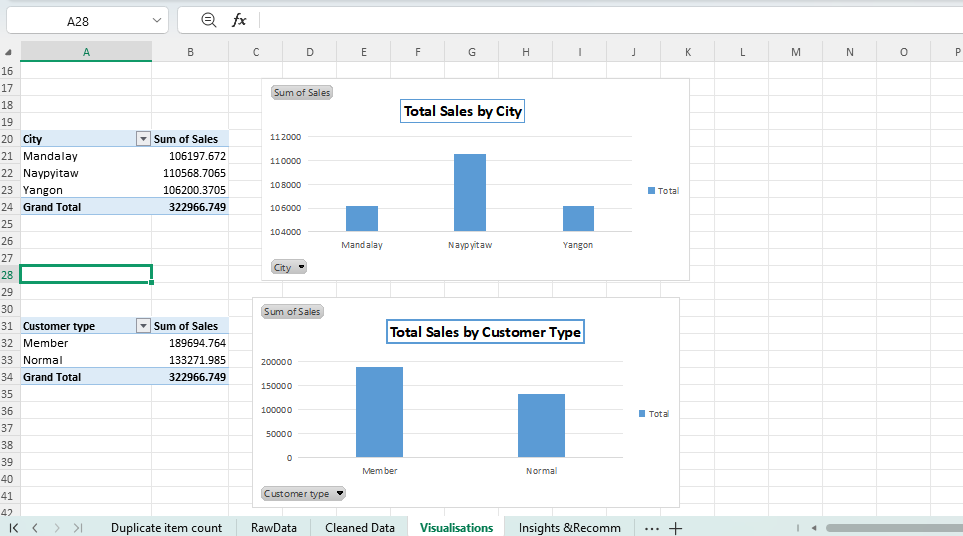 A28
fx
A B C D E F G H I J K L M N O P
16
17
18
19
20 City Sum of Sales
21 Mandalay 106197.672
22 Naypyitaw 110568.7065
23 Yangon 106200.3705
24 Grand Total 322966.749
25
26
27
28
29
30
31 Customer type Sum of Sales
32 Member 189694.764
33 Normal 133271.985
34 Grand Total 322966.749
35
36
37
38
39
40
41
42
Sum of Sales
Total Sales by City
112000
110000
108000
106000
104000
Mandalay Naypyitaw Yangon
Total
City
Sum of Sales
Total Sales by Customer Type
200000
150000
100000
50000
0
Member Normal
Total
Customer type
Duplicate item count RawData Cleaned Data Visualisations Insights &Recomm ... +